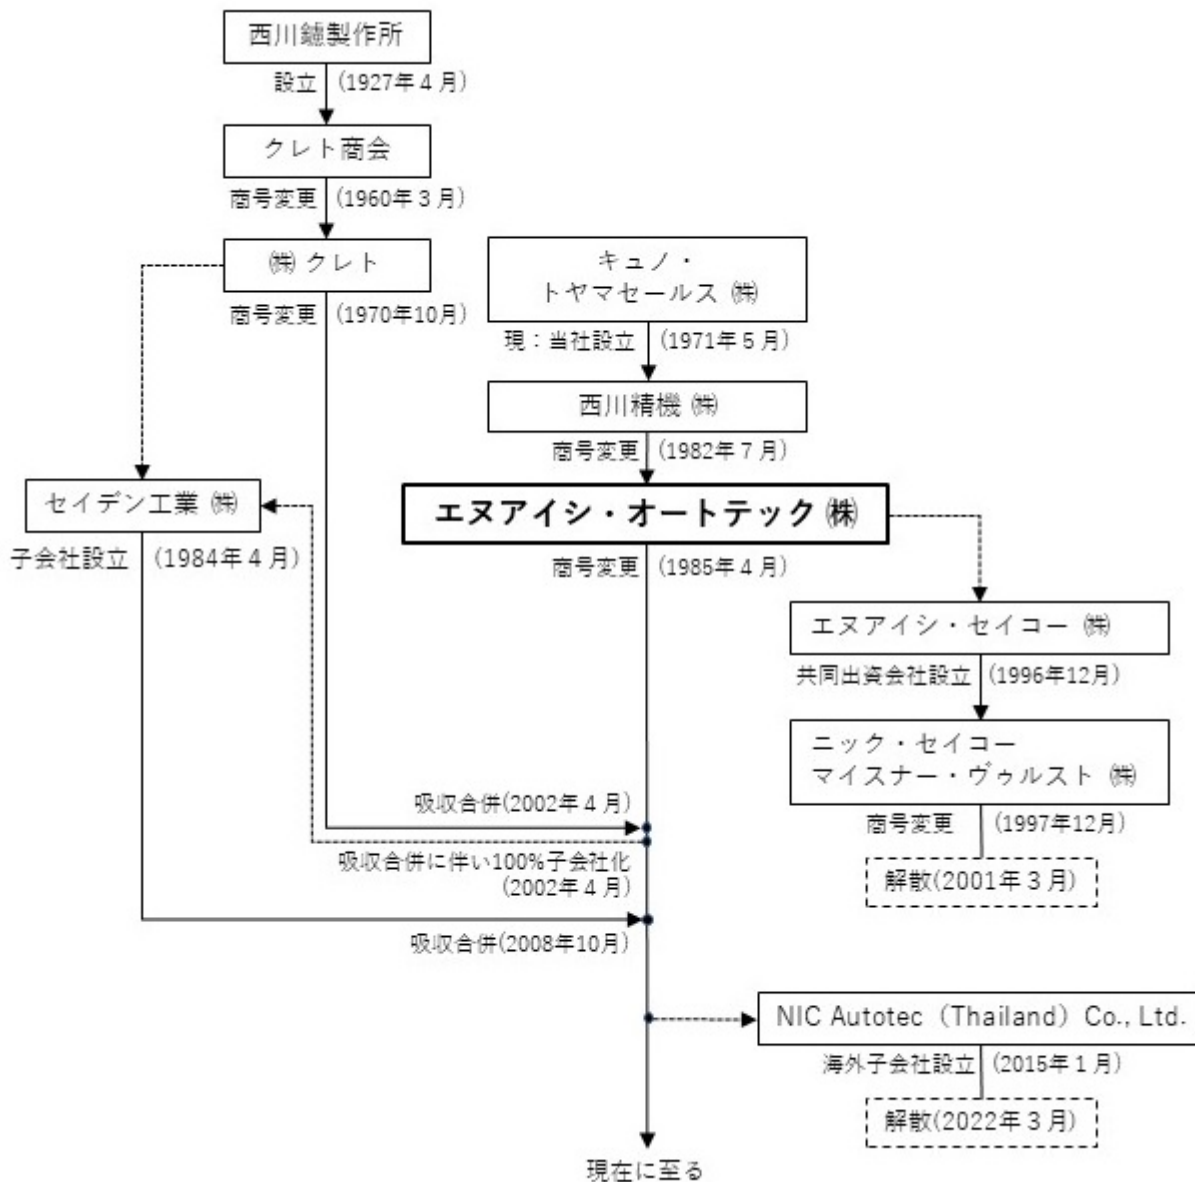 西川鑢製作所
設立 (1927年4月)
クレト商会
商号変更 (1960年3月)
㈱ クレト
商号変更 (1970年10月)
キュノ・
トヤマセールス ㈱
現：当社設立 (1971年5月)
西川精機 ㈱
商号変更 (1982年7月)
セイデン工業 ㈱
子会社設立 (1984年4月)
エヌアイシ・オートテック ㈱
商号変更 (1985年4月)
エヌアイシ・セイコー ㈱
共同出資会社設立 (1996年12月)
ニック・セイコー
マイスナー・ヴゥルスト ㈱
商号変更 (1997年12月)
解散(2001年3月)
吸収合併(2002年4月)
吸収合併に伴い100%子会社化
(2002年4月)
吸収合併(2008年10月)
NIC Autotec（Thailand）Co., Ltd.
海外子会社設立 (2015年1月)
解散(2022年3月)
現在に至る